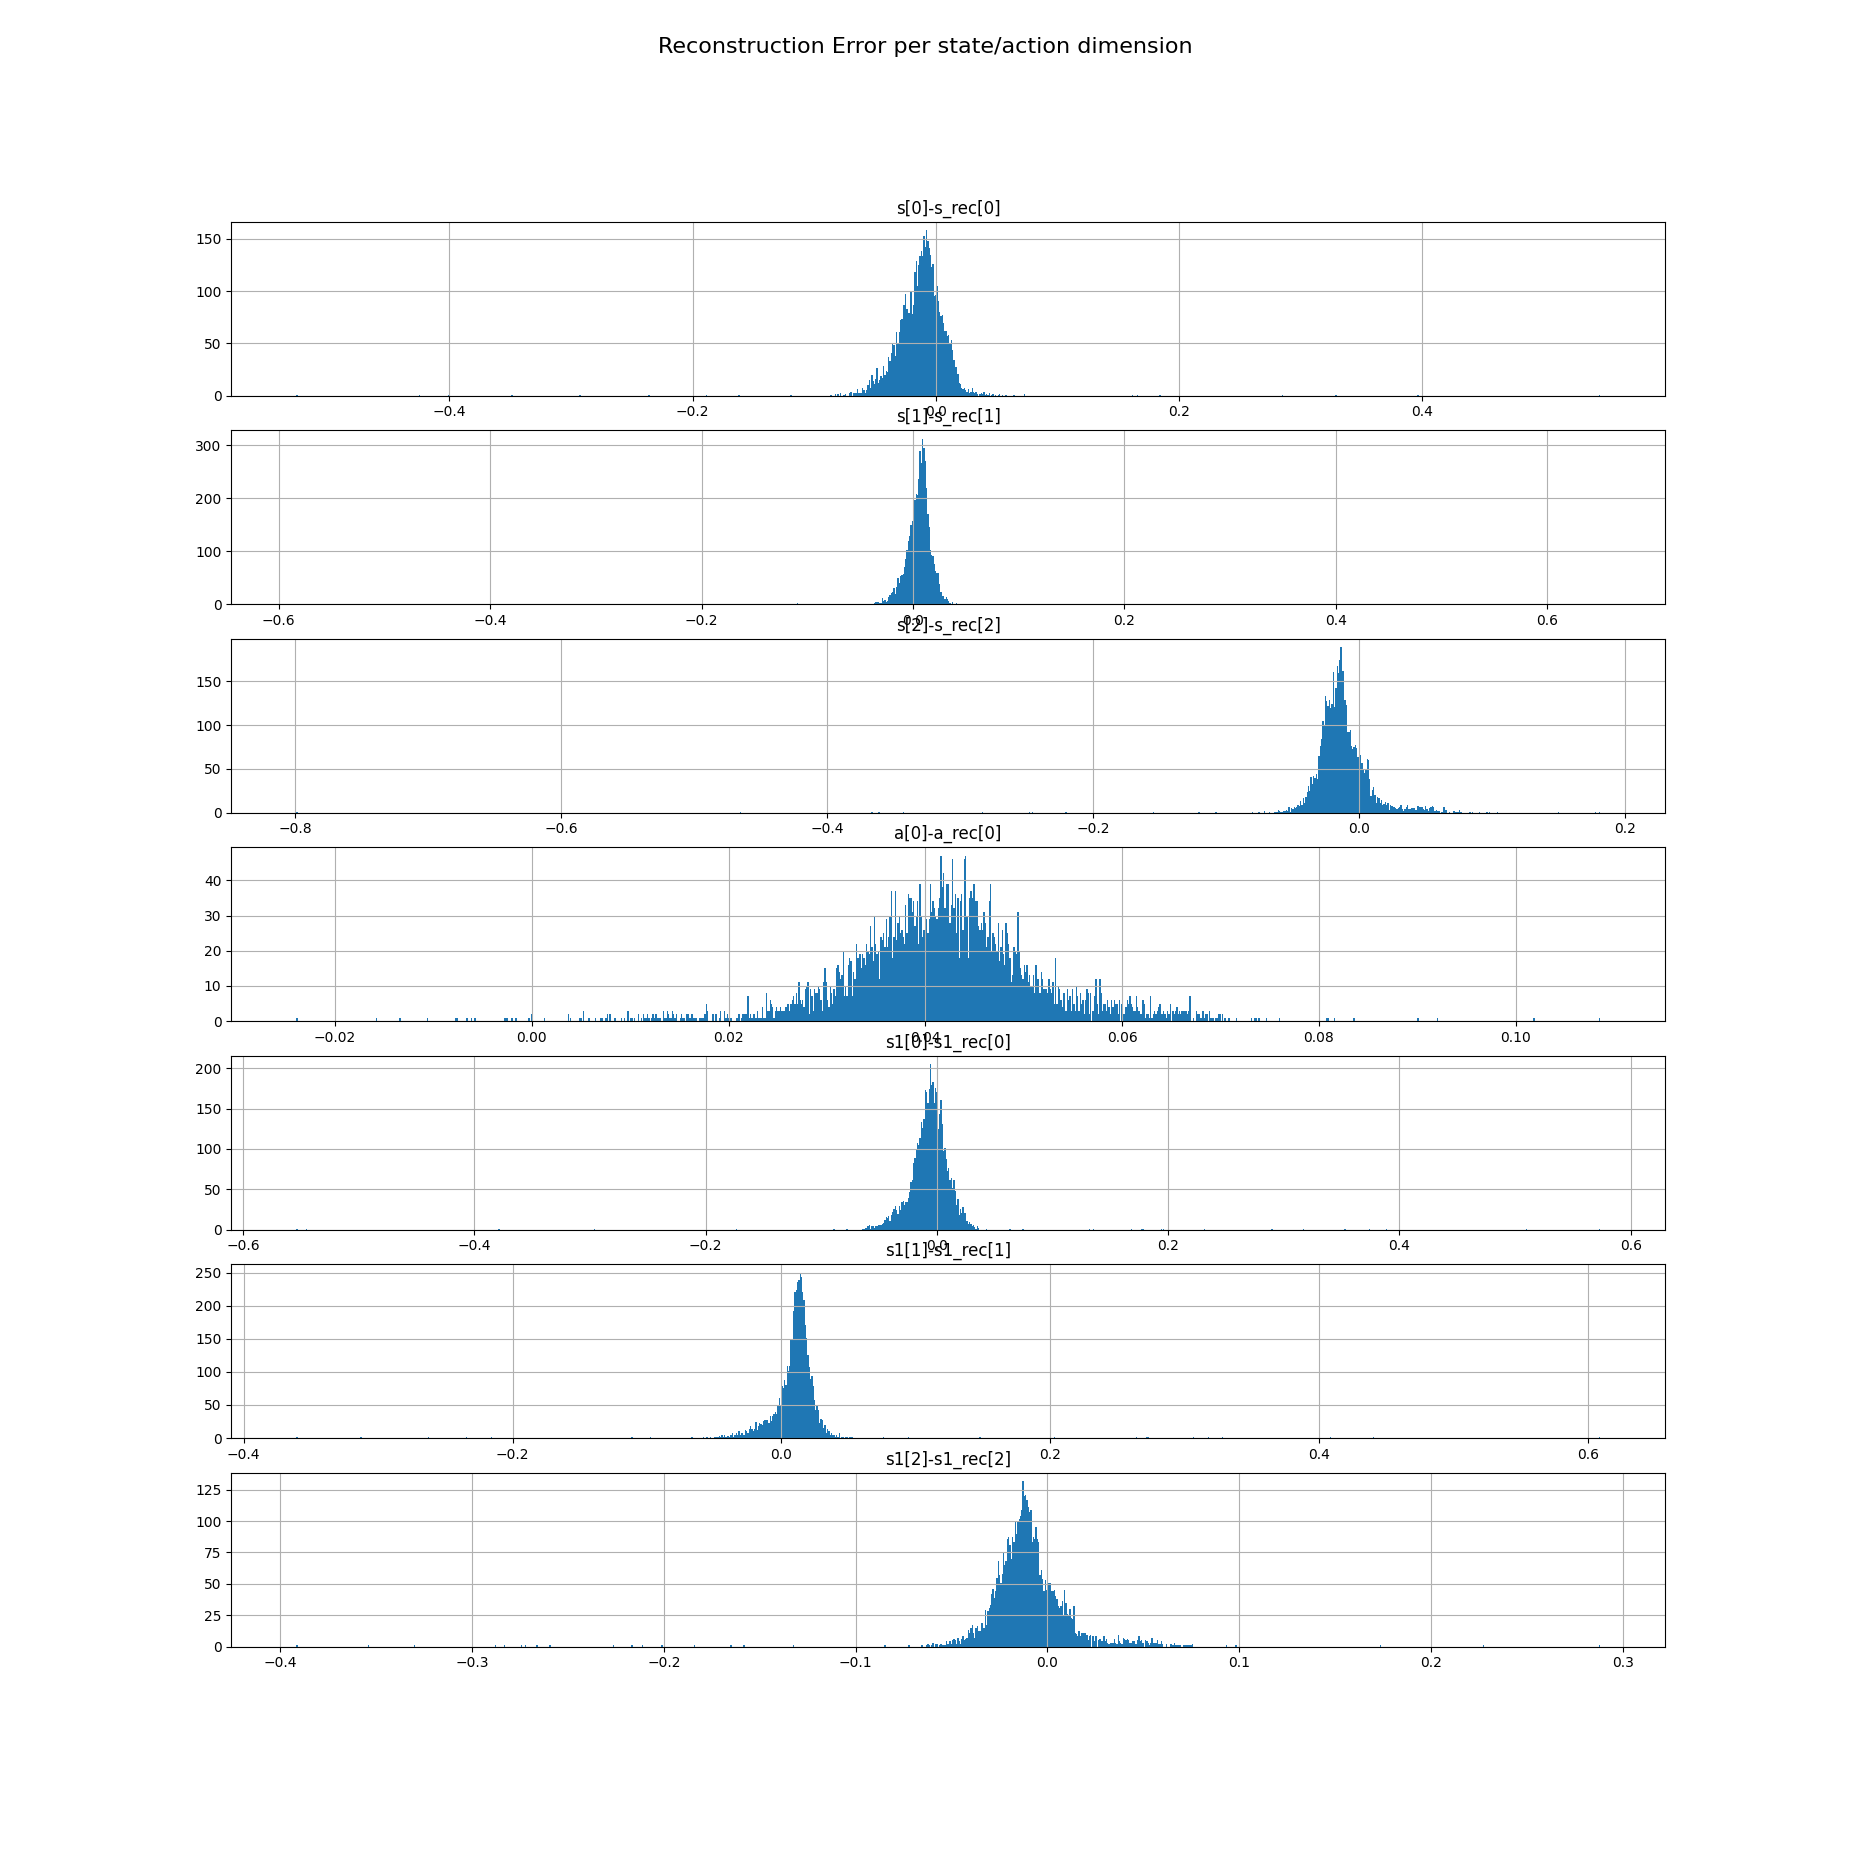 Reconstruction Error per state/action dimension
s[0]-s_rec[0]
150
100
50
0
−0.4 −0.2 0.0 0.2 0.4
s[1]-s_rec[1]
300
200
100
0
−0.6 −0.4 −0.2 0.0 0.2 0.4 0.6
s[2]-s_rec[2]
150
100
50
0
−0.8 −0.6 −0.4 −0.2 0.0 0.2
a[0]-a_rec[0]
40
30
20
10
0
−0.02 0.00 0.02 0.04 0.06 0.08 0.10
s1[0]-s1_rec[0]
200
150
100
50
0
−0.6 −0.4 −0.2 0.0 0.2 0.4 0.6
s1[1]-s1_rec[1]
250
200
150
100
50
0
−0.4 −0.2 0.0 0.2 0.4 0.6
s1[2]-s1_rec[2]
125
100
75
50
25
0
−0.4 −0.3 −0.2 −0.1 0.0 0.1 0.2 0.3